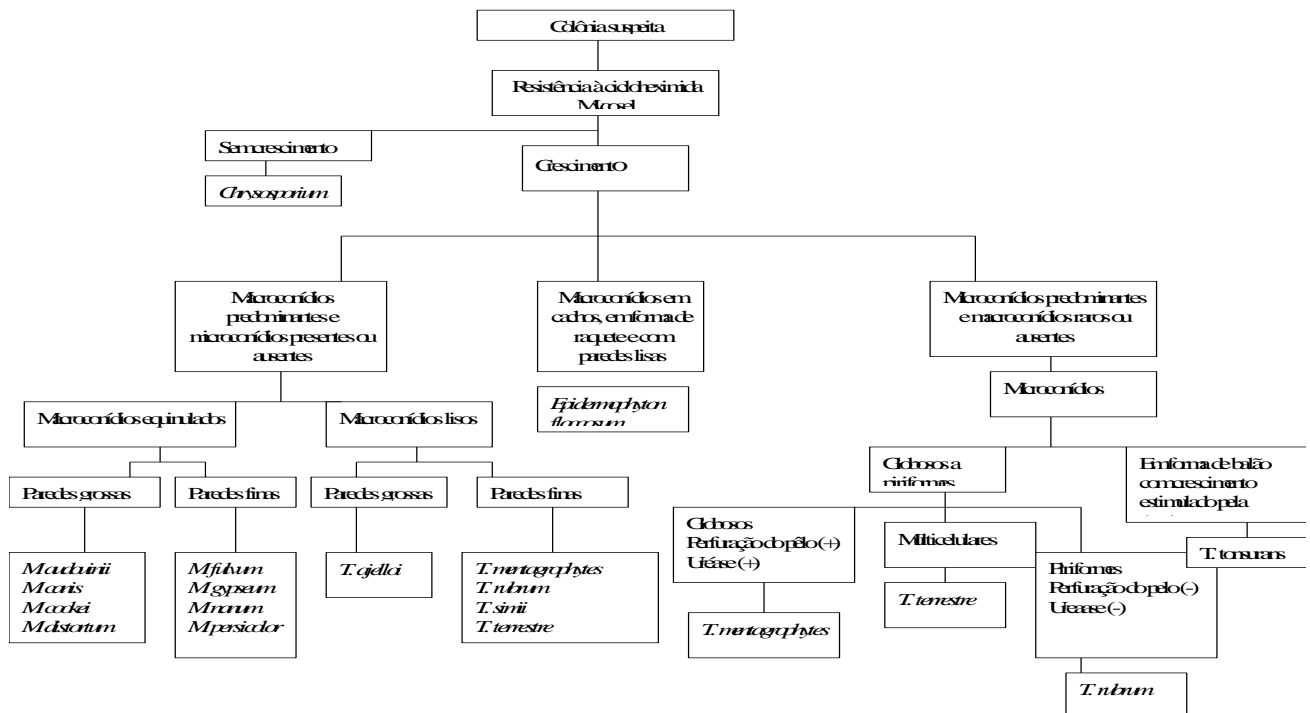 Colônia suspeita
Resistência à cicloheximida
Micosel
Sem crescimento
Crescimento
Chrysosporium
Macroconídios
predominantes e
microconídios presentes ou
ausentes
Macroconídios em
cachos, em forma de
raquete e com
paredes lisas
Microconídios predominantes
e macroconídios raros ou
ausentes
Epidermophyton
floccosum
Microconídios
Macroconídios equinulados
Macroconídios lisos
Globosos a
piriformes
Em forma de balão
com crescimento
estimulado pela
Paredes grossas
Paredes finas
Paredes grossas
Paredes finas
Globosos
Perfuração do pêlo (+)
Uréase (+)
Multicelulares
Piriformes
Perfuração do pelo (-)
Urease (-)
T. tonsurans
M. audouinii
M. canis
M. cookei
M. distortum
M. fulvum
M. gypseum
M. nanum
M. persicolor
T. ajelloi
T. mentagrophytes
T. rubrum
T. simii
T. terrestre
T. mentagrophytes
T. terrestre
T. rubrum